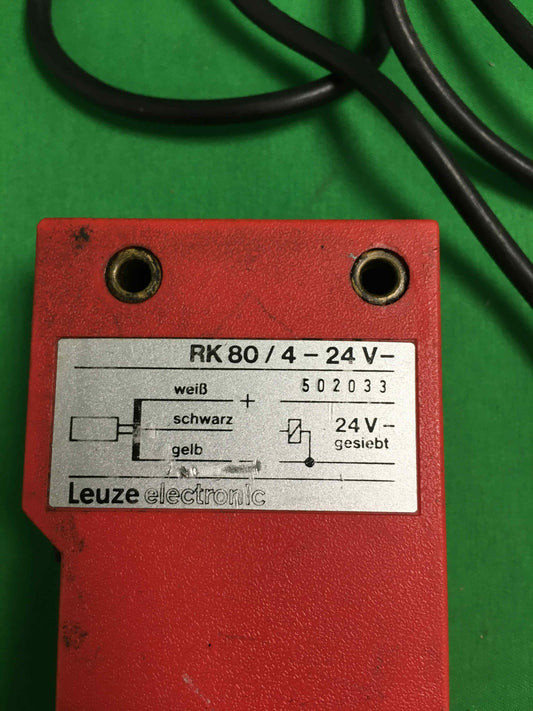 RK 80 / 4 - 24 V-
weiß + 502033
schwarz 24 V-
gelb - gesiebt
Leuze electronic